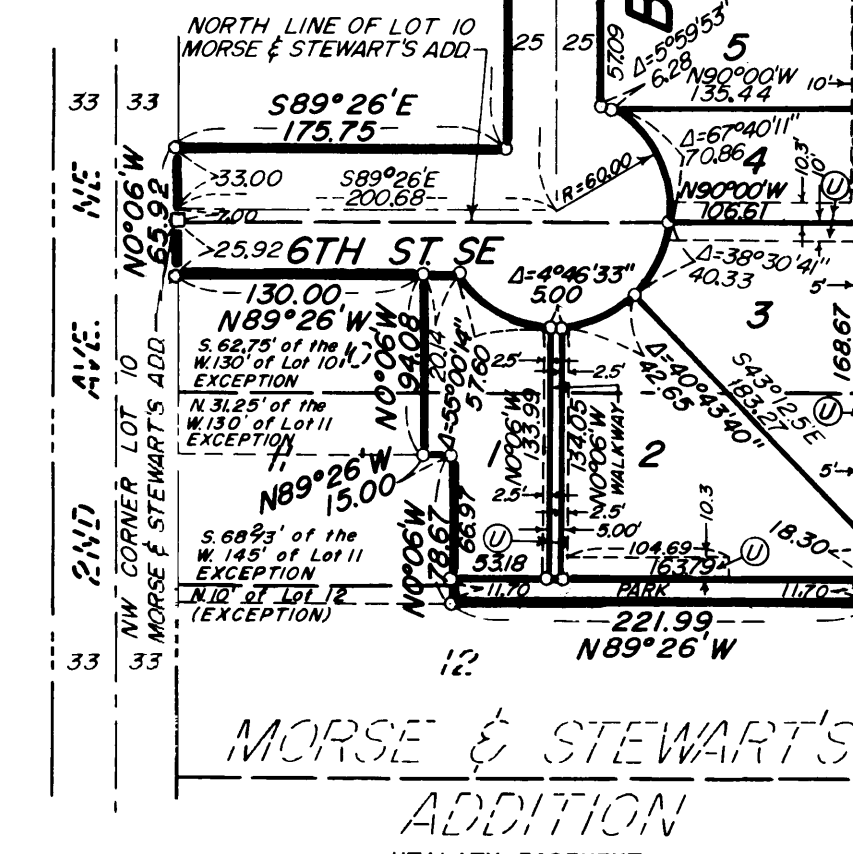 NORTH LINE OF LOT 10
MORSE & STEWART'S ADD.
25
25
57.09
B
Δ=5°59'53"
6.28
5
N90°00'W
135.44
10'
33
33
S89°26'E
175.75
Δ=67°40'11"
70.86
4
10.3
10'
U
N90°00'W
106.61
R=60.00
NE
N0°06'W
65.92
33.00
S89°26'E
200.68
7.00
25.92
6TH ST. SE
Δ=4°46'33"
5.00
Δ=38°30'41"
40.33
5'
3
168.67
130.00
N89°26'W
S. 62.75' of the
W. 130' of Lot 10
EXCEPTION
10
N0°06'W
94.08
20.14
Δ=55°00'14"
57.60
2.5'
2.5'
Δ=40°43'40"
42.65
S43°12.5'E
183.27
U
AVE.
N. 31.25' of the
W. 130' of Lot 11
EXCEPTION
11
N89°26'W
15.00
1
N0°06'W
133.99
134.05
N0°06'W
WALKWAY
2
5'
2.5'
2.5'
5.00'
10.3
18.30
2ND
NW CORNER LOT 10
MORSE & STEWART'S ADD.
S. 68 2/3' of the
W. 145' of Lot 11
EXCEPTION
N0°06'W
78.67
66.97
U
53.18
104.69
163.79
U
N. 10' of Lot 12
(EXCEPTION)
11.70
PARK
11.70
221.99
N89°26'W
33
33
12
MORSE & STEWART'S
ADDITION